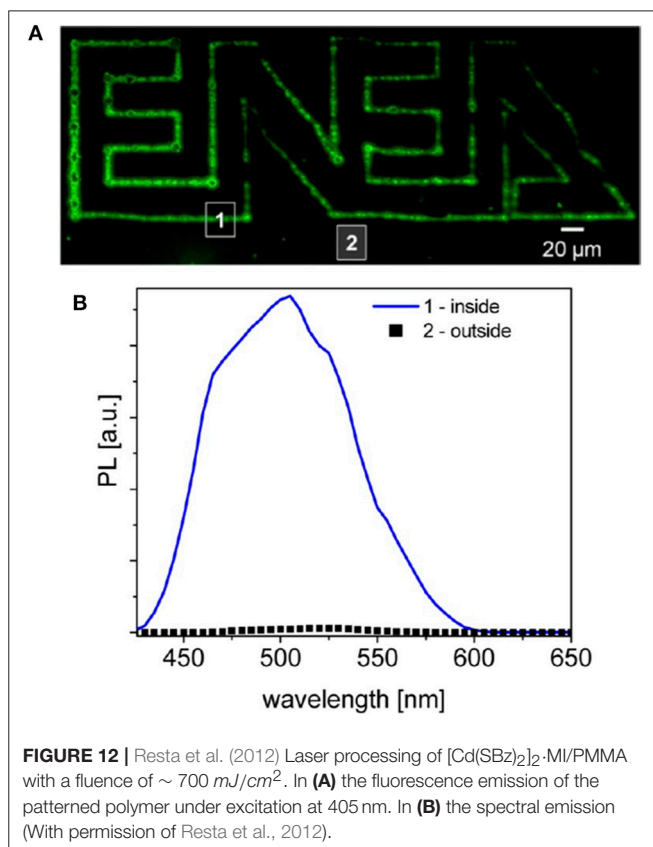 A
ENEA
1
2
20 μm
B
1 - inside
2 - outside
PL [a.u.]
450
500
550
600
650
wavelength [nm]
FIGURE 12 | Resta et al. (2012) Laser processing of [Cd(SBz)₂]₂·MI/PMMA
with a fluence of ~ 700 mJ/cm². In (A) the fluorescence emission of the
patterned polymer under excitation at 405 nm. In (B) the spectral emission
(With permission of Resta et al., 2012).